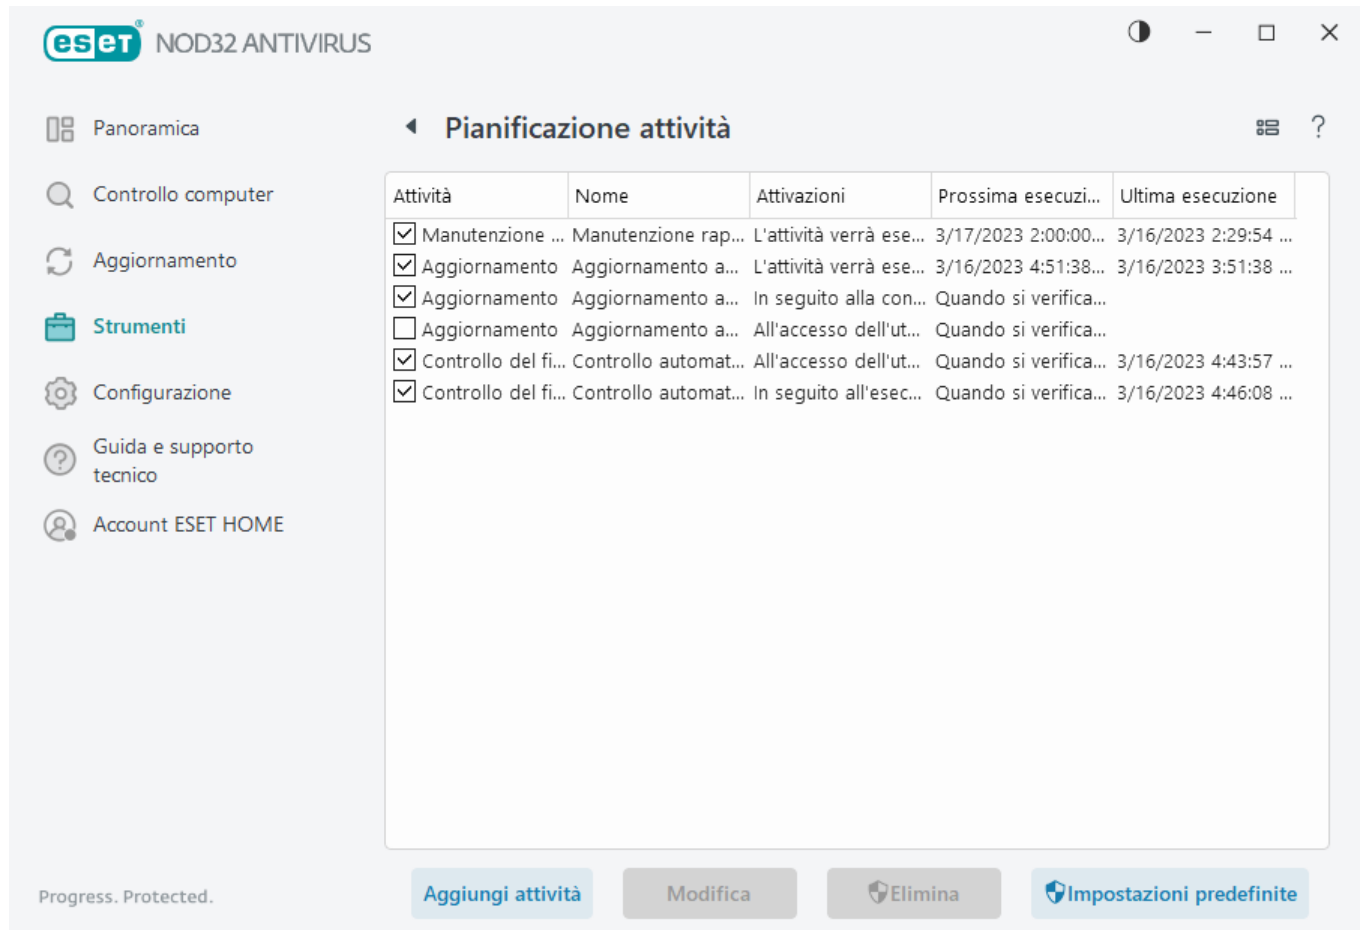 eset NOD32 ANTIVIRUS
Panoramica
Controllo computer
Aggiornamento
Strumenti
Configurazione
Guida e supporto
tecnico
Account ESET HOME
Progress. Protected.
Pianificazione attività
?
Attività Nome Attivazioni Prossima esecuzi... Ultima esecuzione
Manutenzione ... Manutenzione rap... L'attività verrà ese... 3/17/2023 2:00:00... 3/16/2023 2:29:54 ...
Aggiornamento Aggiornamento a... L'attività verrà ese... 3/16/2023 4:51:38... 3/16/2023 3:51:38 ...
Aggiornamento Aggiornamento a... In seguito alla con... Quando si verifica...
Aggiornamento Aggiornamento a... All'accesso dell'ut... Quando si verifica...
Controllo del fi... Controllo automat... All'accesso dell'ut... Quando si verifica... 3/16/2023 4:43:57 ...
Controllo del fi... Controllo automat... In seguito all'esec... Quando si verifica... 3/16/2023 4:46:08 ...
Aggiungi attività Modifica Elimina Impostazioni predefinite